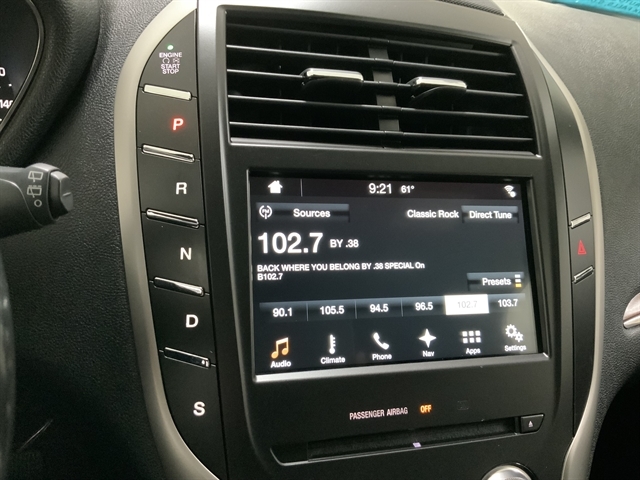 0
140
ENGINE
START
STOP
P
R
N
D
S
9:21 61°
Sources
Classic Rock Direct Tune
102.7 BY .38
BACK WHERE YOU BELONG BY .38 SPECIAL On
B102.7
Presets
90.1 105.5 94.5 96.5 102.7 103.7
Audio Climate Phone Nav Apps Settings
PASSENGER AIRBAG OFF